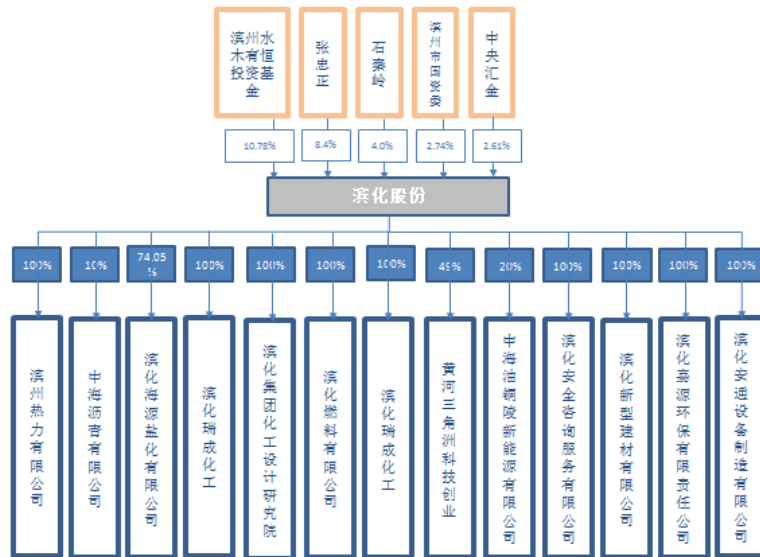 滨州水木有恒投资基金
张忠正
石秦岭
滨州市国资委
中央汇金
10.78%
8.4%
4.0%
2.74%
2.61%
滨化股份
100%
10%
74.05%
100%
100%
100%
100%
20%
100%
100%
100%
100%
滨州热力有限公司
中海沥青有限公司
滨化海源盐化有限公司
滨化瑞成化工
滨化集团化工设计研究院
滨化燃料有限公司
滨化瑞成化工
黄河三角洲科技创业
中海油铜陵新能源有限公司
滨化安全咨询服务有限公司
滨化新型建材有限公司
滨化嘉源环保有限责任公司
滨化安通设备制造有限公司